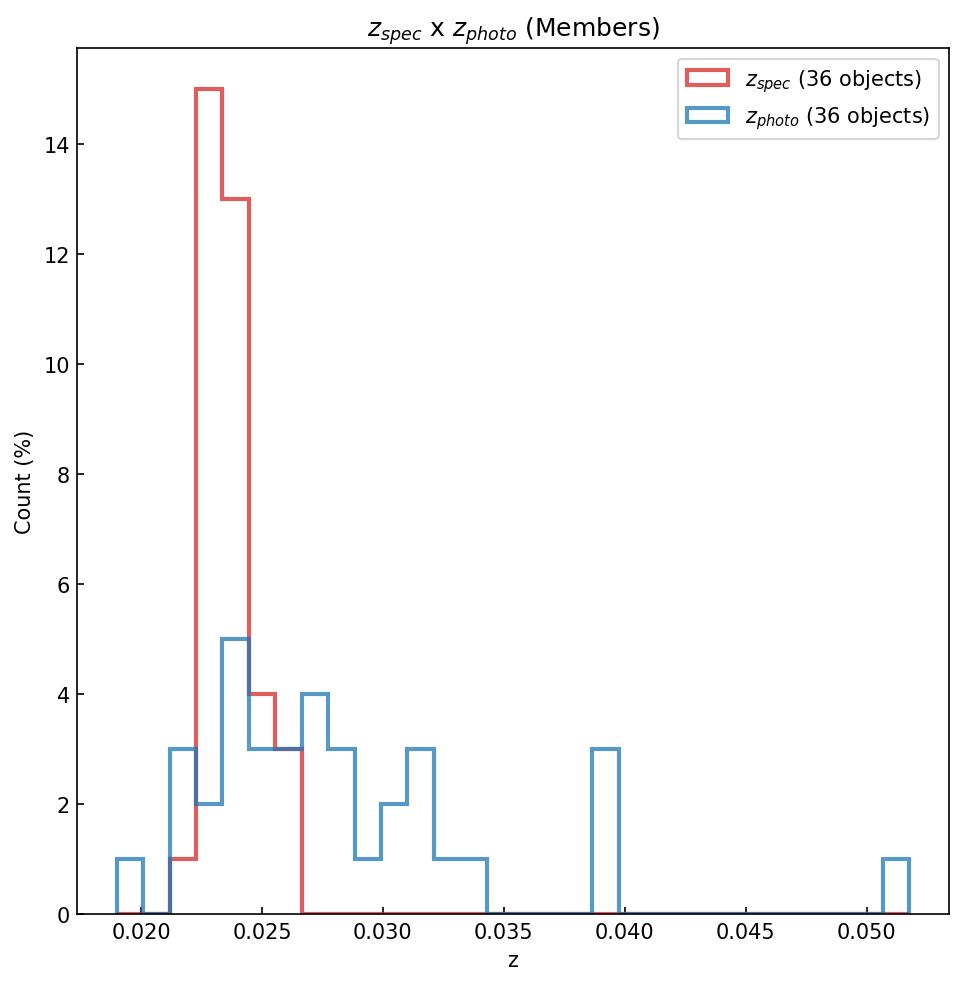 z_spec x z_photo (Members)
z_spec (36 objects)
z_photo (36 objects)
Count (%)
14
12
10
8
6
4
2
0
0.020 0.025 0.030 0.035 0.040 0.045 0.050
z